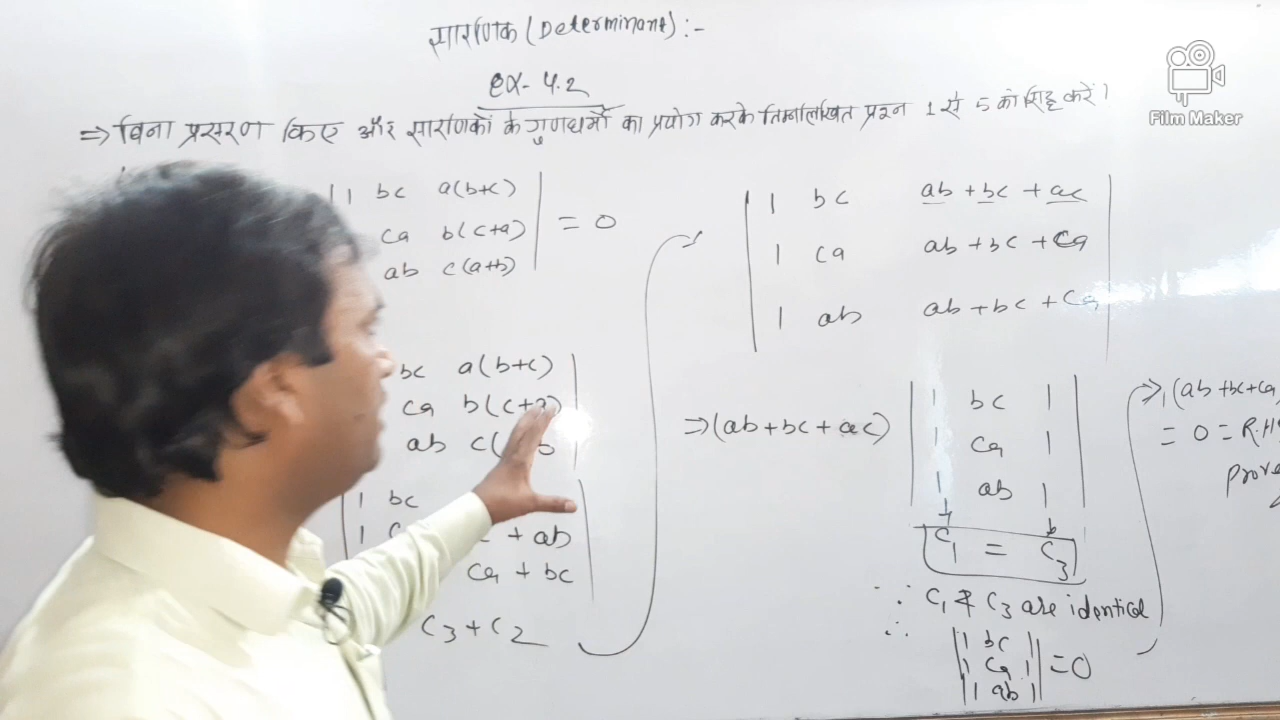 सारणिक (Determinant) :-
ex- 4.2
⇒ बिना प्रसरण किए और सारणिकों के गुणधर्मों का प्रयोग करके निम्नलिखित प्रश्न 1 से 5 को सिद्ध करें।
Film Maker
| 1 bc a(b+c) |
ca b(c+a) | = 0
ab c(a+b)
bc a(b+c) |
ca b(c+a)
ab c(
| 1 bc
| 1 + ab
ca + bc
C3 + C2
| 1 bc ab + bc + ac |
| 1 ca ab + bc + ca |
| 1 ab ab + bc + ca |
⇒ (ab + bc + ac) | 1 bc 1 |
| 1 ca 1 |
| 1 ab 1 |
C1 = C3
∵ C1 & C3 are identical
∴ | 1 bc 1 |
| 1 ca 1 | = 0
| 1 ab 1 |
⇒ (ab + bc + ca
= 0 = R.H
Prove